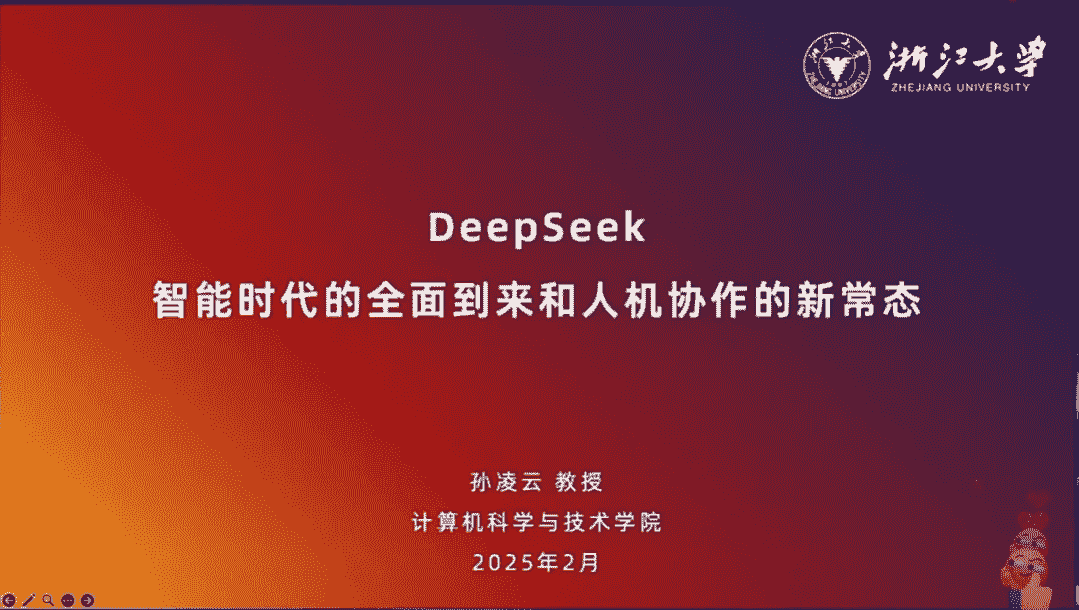 浙江大学
ZHEJIANG UNIVERSITY
DeepSeek
智能时代的全面到来和人机协作的新常态
孙凌云 教授
计算机科学与技术学院
2025年2月